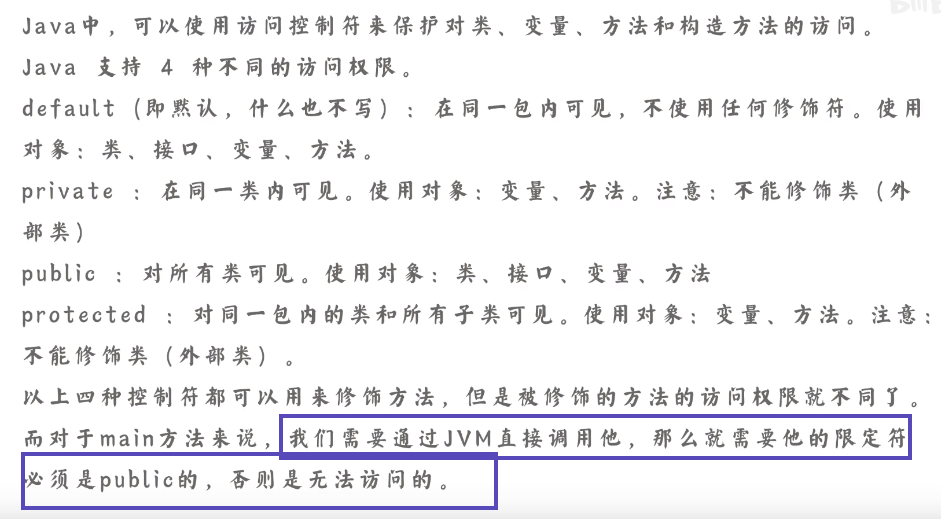 Java中，可以使用访问控制符来保护对类、变量、方法和构造方法的访问。
Java 支持 4 种不同的访问权限。
default（即默认，什么也不写）：在同一包内可见，不使用任何修饰符。使用
对象：类、接口、变量、方法。
private ：在同一类内可见。使用对象：变量、方法。注意：不能修饰类（外
部类）
public ：对所有类可见。使用对象：类、接口、变量、方法
protected ：对同一包内的类和所有子类可见。使用对象：变量、方法。注意：
不能修饰类（外部类）。
以上四种控制符都可以用来修饰方法，但是被修饰的方法的访问权限就不同了。
而对于main方法来说，我们需要通过JVM直接调用他，那么就需要他的限定符
必须是public的，否则是无法访问的。